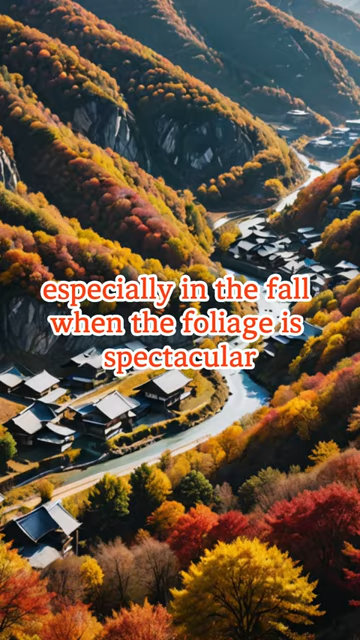 especially in the fall
when the foliage is
spectacular